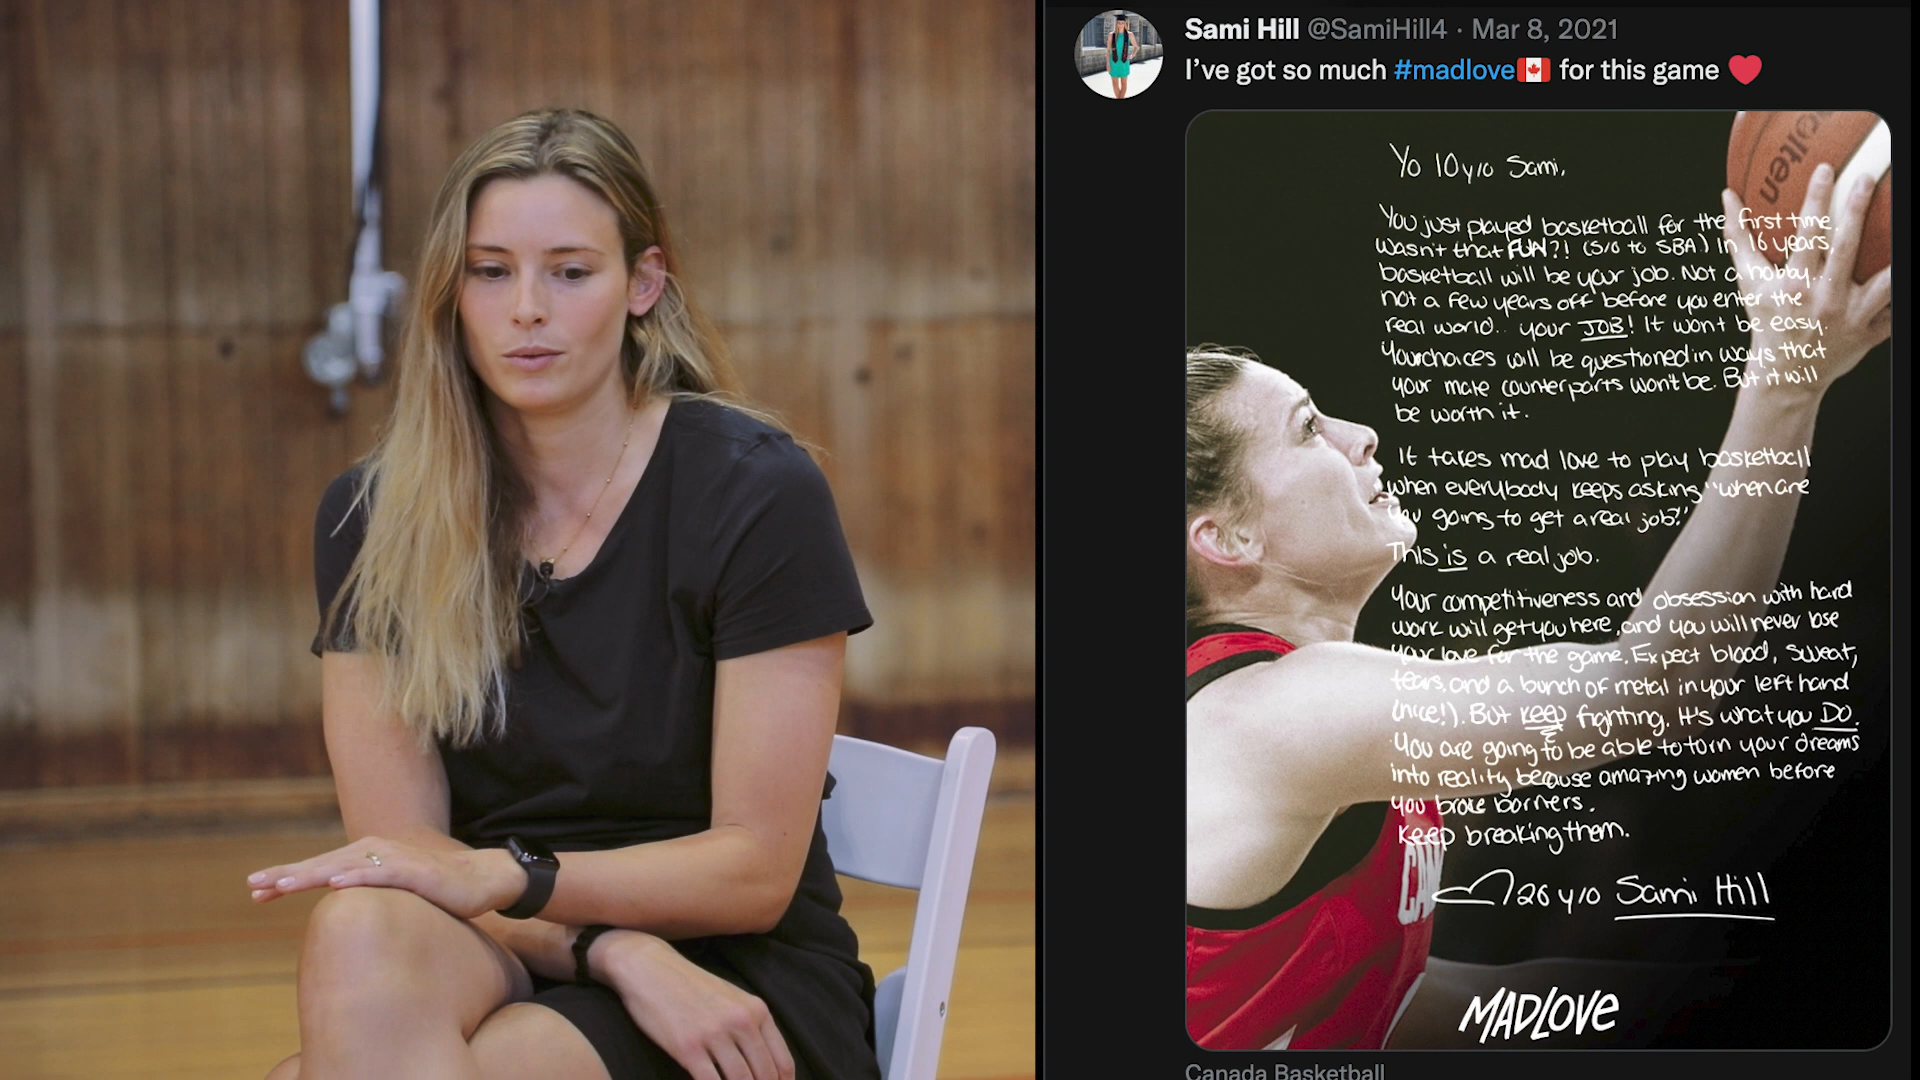 Sami Hill @SamiHill4 · Mar 8, 2021
I've got so much #madlove🇨🇦 for this game ❤️
olten
Yo 10 y/o Sami,
You just played basketball for the first time.
Wasn't that FUN?! (S/o to SBA) In 16 years,
basketball will be your job. Not a hobby...
not a few years off before you enter the
real world.. your JOB! It won't be easy.
Your choices will be questioned in ways that
your male counterparts won't be. But it will
be worth it.
It takes mad love to play basketball
when everybody keeps asking "when are
you going to get a real job?"
This is a real job.
Your competitiveness and obsession with hard
work will get you here, and you will never lose
your love for the game. Expect blood, sweat,
tears, and a bunch of metal in your left hand
(nice!). But keep fighting. It's what you DO.
You are going to be able to turn your dreams
into reality because amazing women before
you broke barriers.
Keep breaking them.
26 y/o Sami Hill
CAN
MADLOVE
Canada Basketball